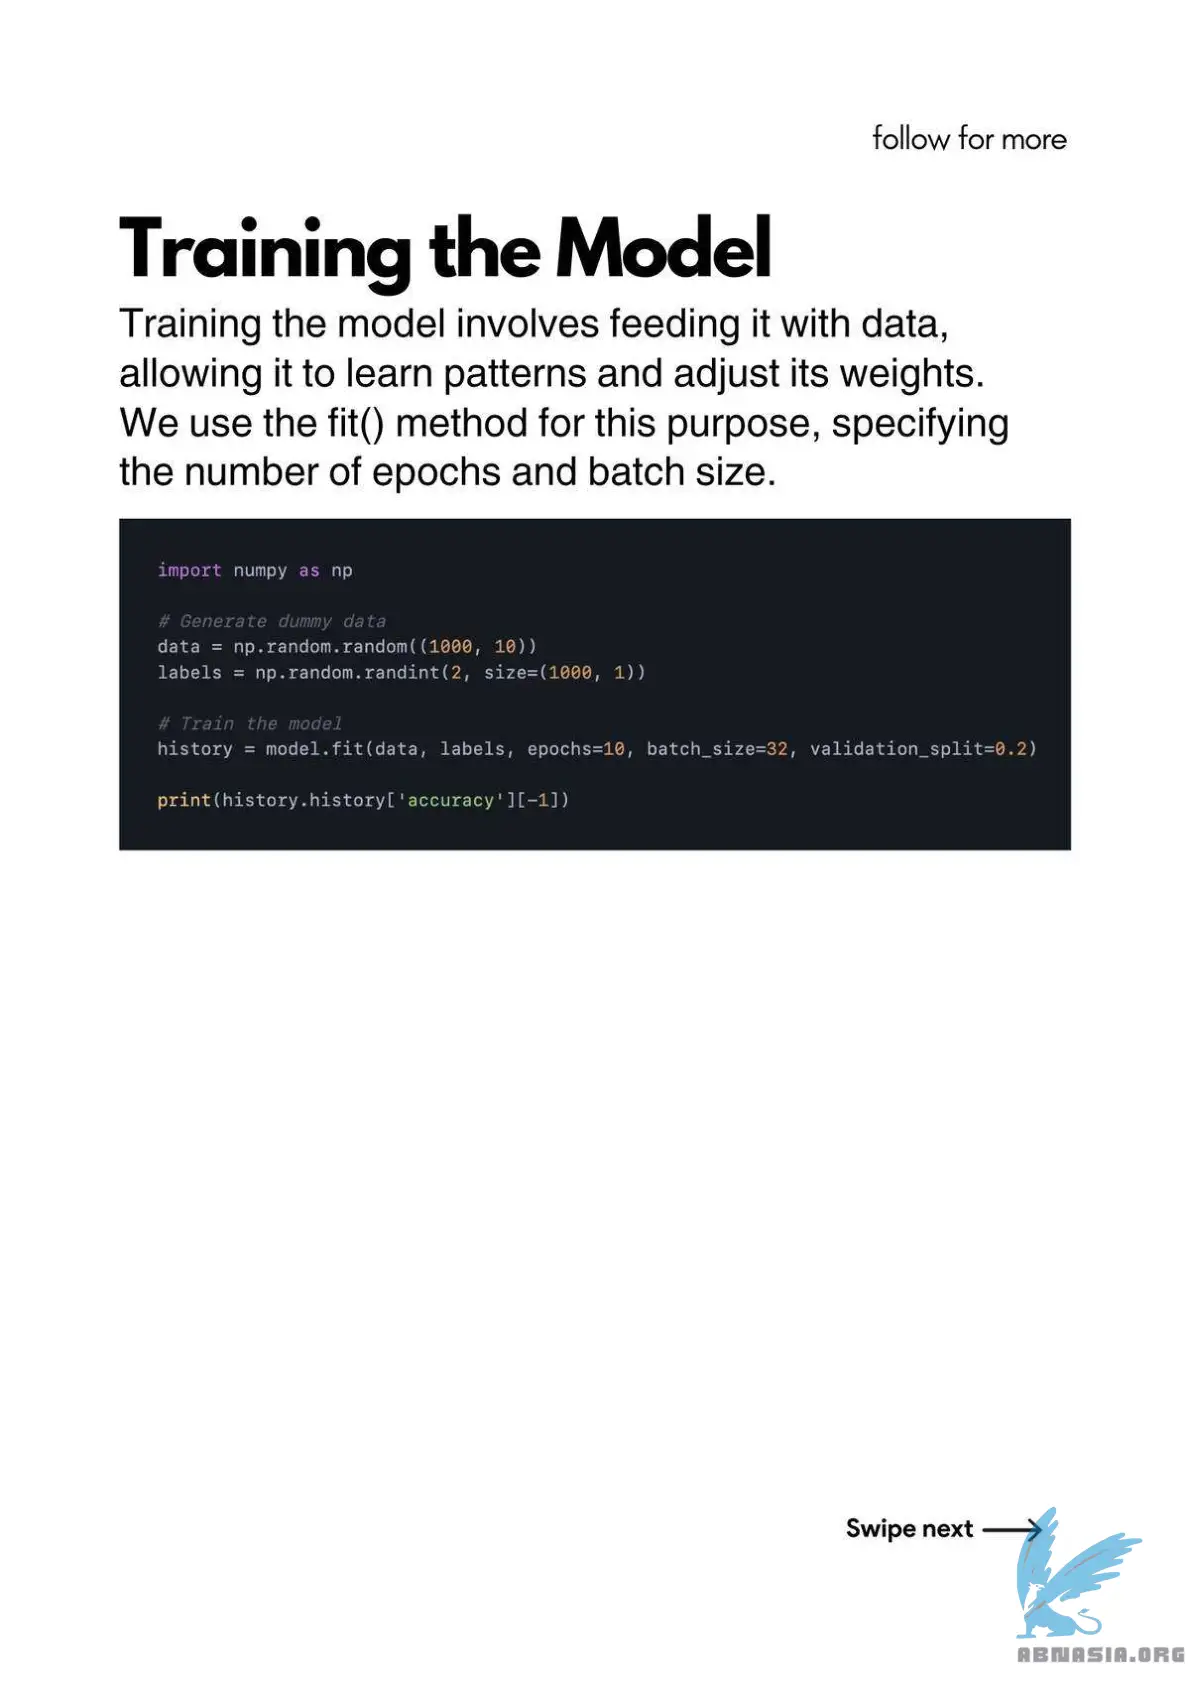 follow for more
Training the Model
Training the model involves feeding it with data,
allowing it to learn patterns and adjust its weights.
We use the fit() method for this purpose, specifying
the number of epochs and batch size.
import numpy as np
# Generate dummy data
data = np.random.random((1000, 10))
labels = np.random.randint(2, size=(1000, 1))
# Train the model
history = model.fit(data, labels, epochs=10, batch_size=32, validation_split=0.2)
print(history.history['accuracy'][-1])
Swipe next
ABNASIA.ORG